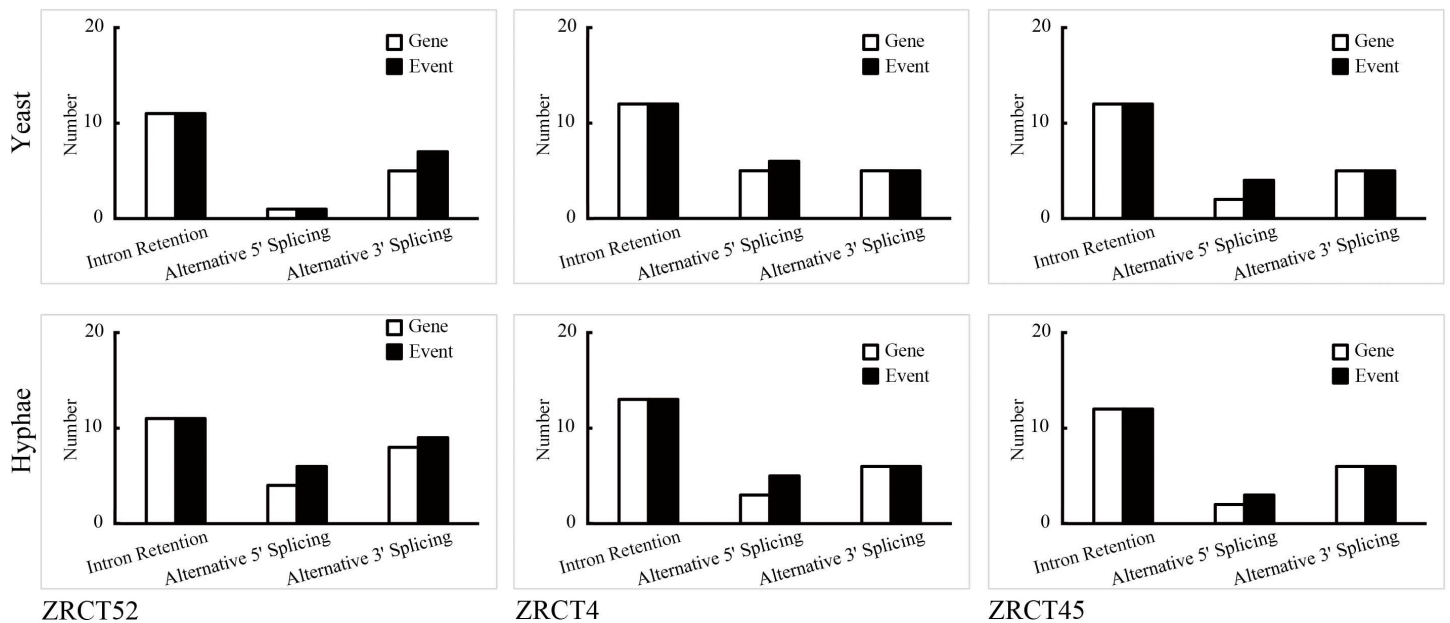 Yeast
20
10
0
Number
Gene
Event
Intron Retention
Alternative 5' Splicing
Alternative 3' Splicing
20
10
0
Number
Gene
Event
Intron Retention
Alternative 5' Splicing
Alternative 3' Splicing
20
10
0
Number
Gene
Event
Intron Retention
Alternative 5' Splicing
Alternative 3' Splicing
Hyphae
20
10
0
Number
Gene
Event
Intron Retention
Alternative 5' Splicing
Alternative 3' Splicing
ZRCT52
20
10
0
Number
Gene
Event
Intron Retention
Alternative 5' Splicing
Alternative 3' Splicing
ZRCT4
20
10
0
Number
Gene
Event
Intron Retention
Alternative 5' Splicing
Alternative 3' Splicing
ZRCT45